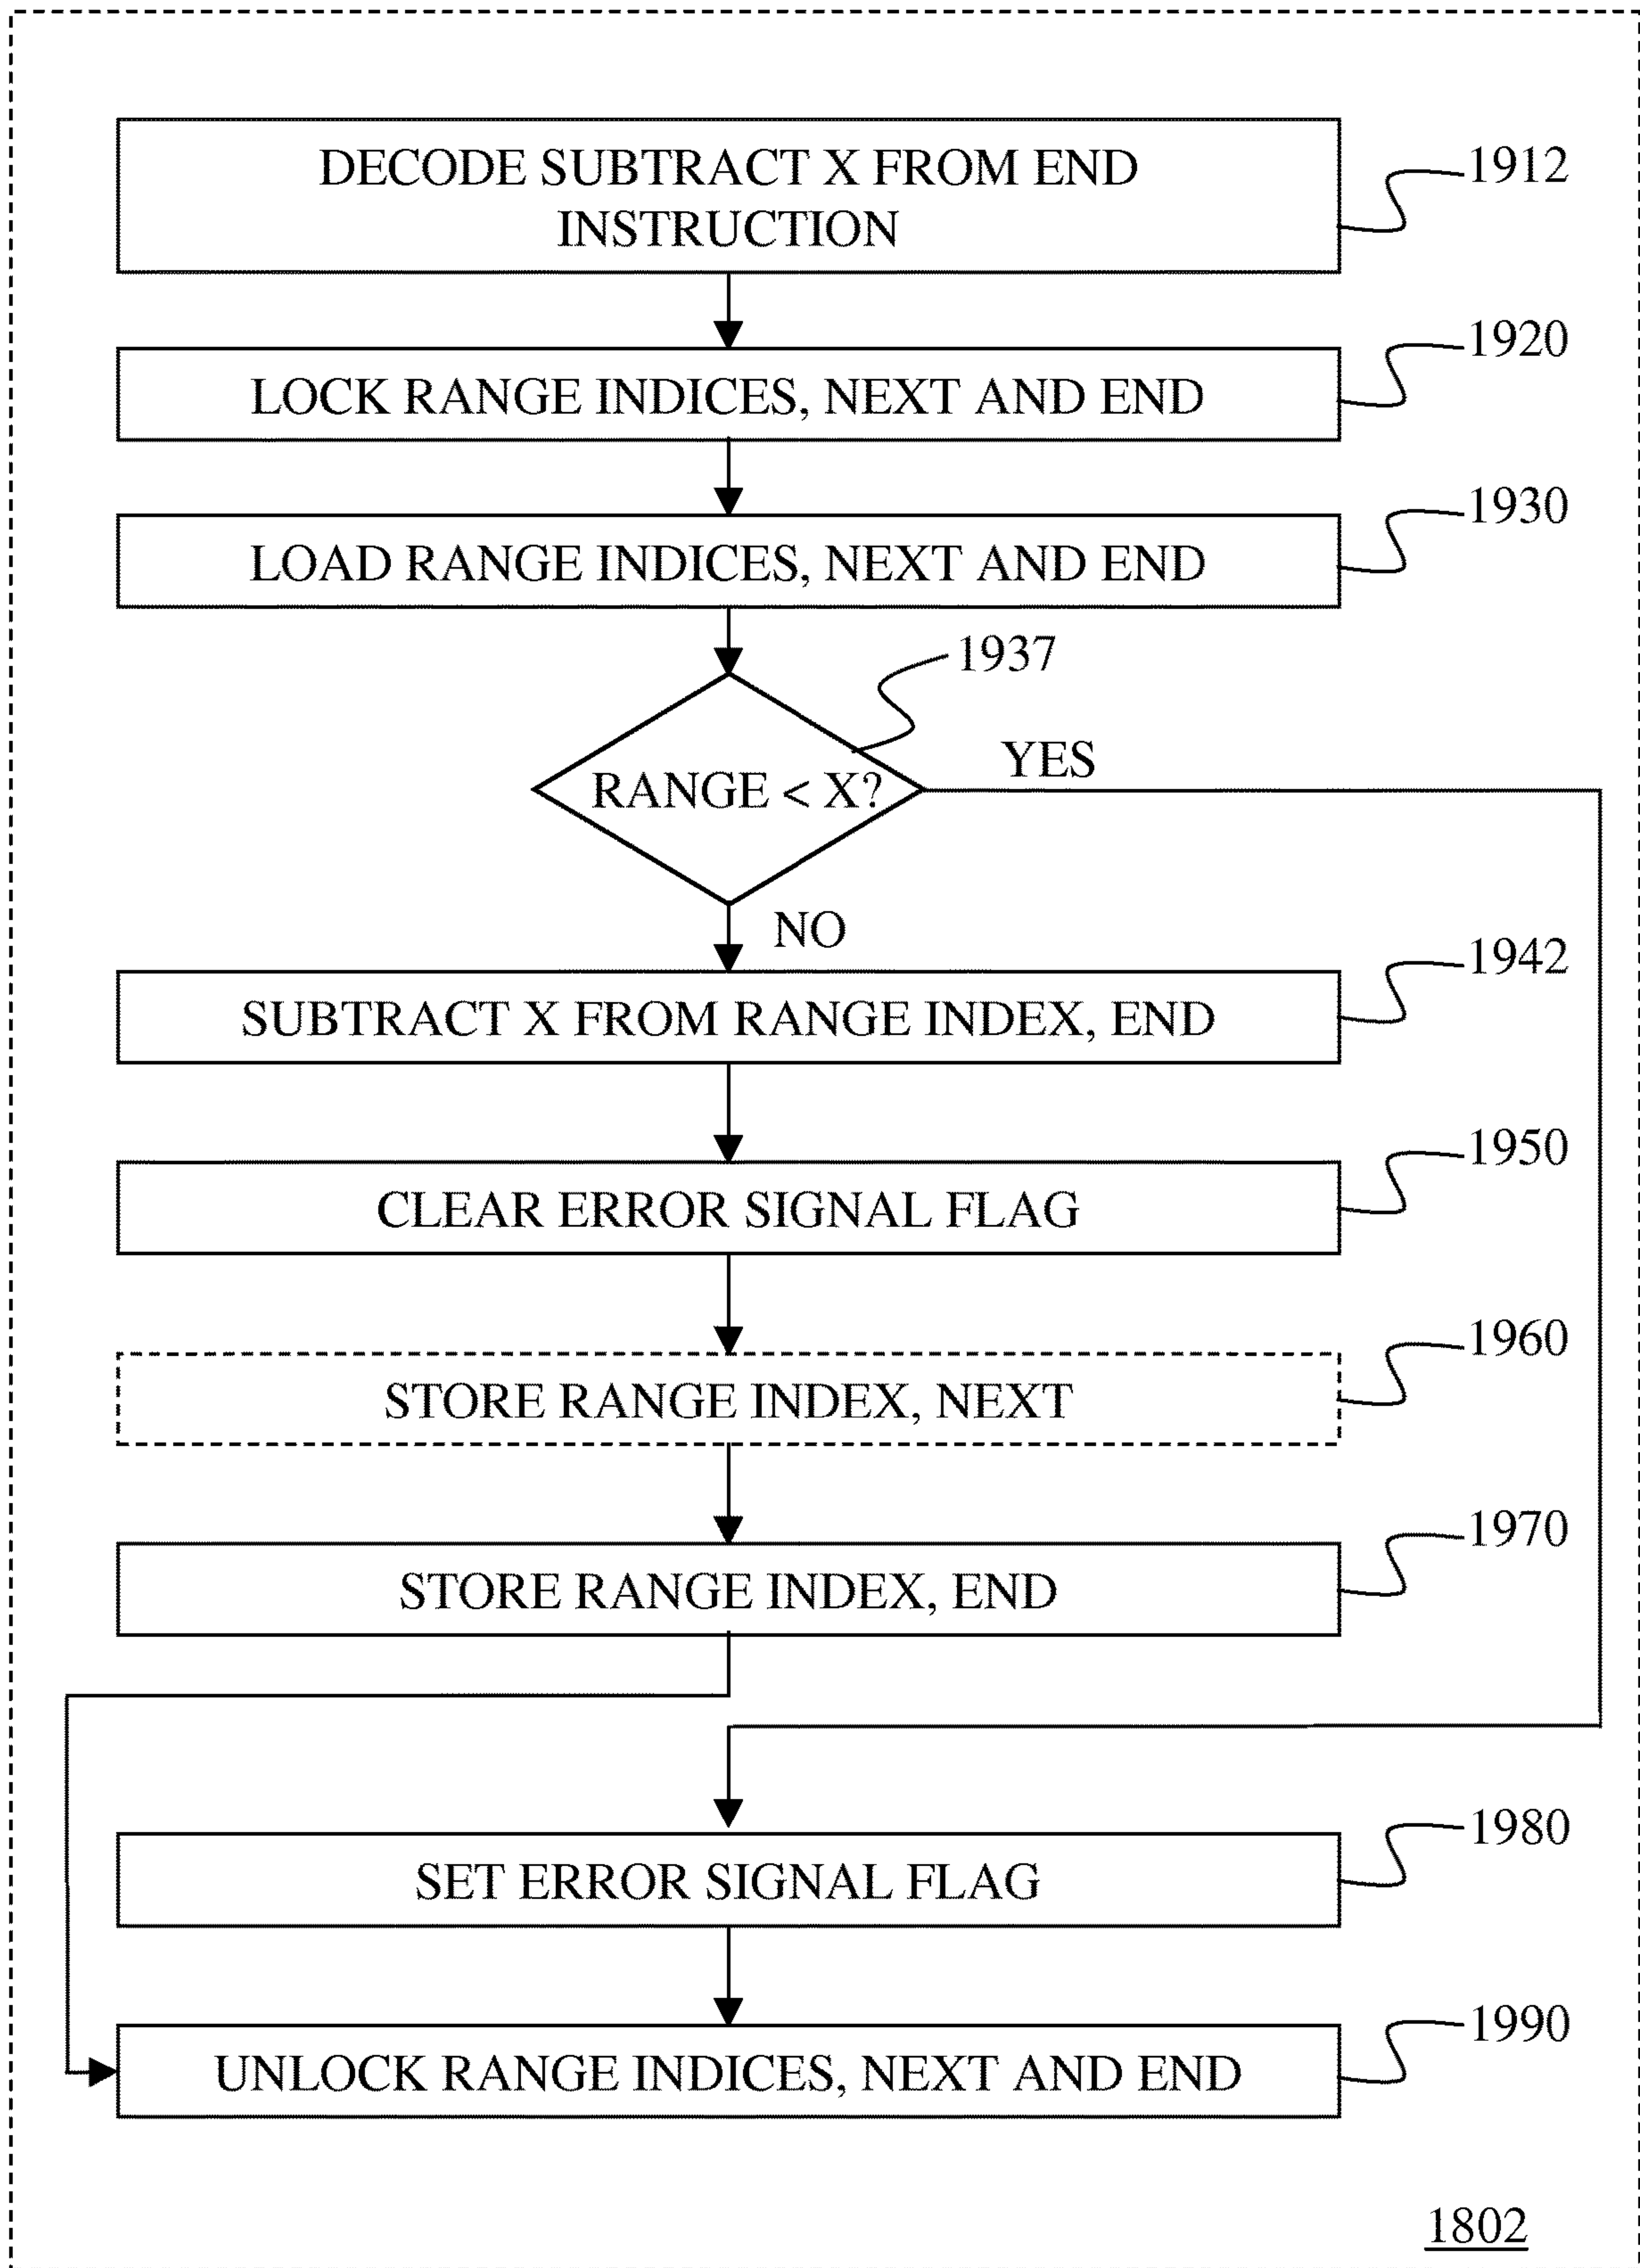 DECODE SUBTRACT X FROM END
INSTRUCTION
1912
LOCK RANGE INDICES, NEXT AND END
1920
LOAD RANGE INDICES, NEXT AND END
1930
1937
RANGE < X?
YES
NO
SUBTRACT X FROM RANGE INDEX, END
1942
CLEAR ERROR SIGNAL FLAG
1950
STORE RANGE INDEX, NEXT
1960
STORE RANGE INDEX, END
1970
SET ERROR SIGNAL FLAG
1980
UNLOCK RANGE INDICES, NEXT AND END
1990
1802